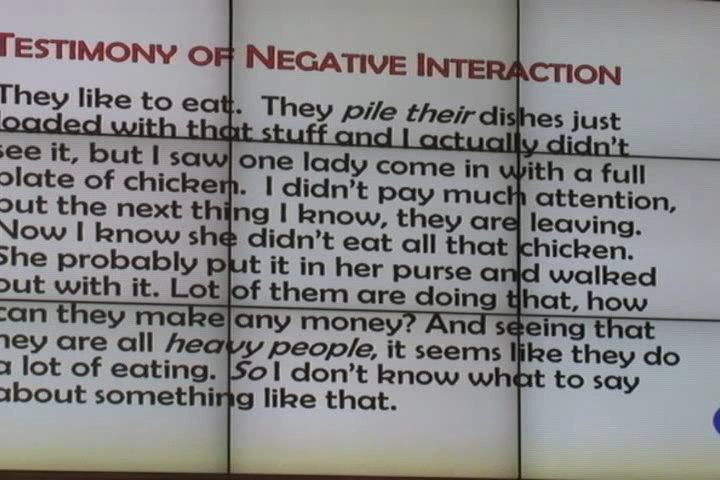 TESTIMONY OF NEGATIVE INTERACTION
They like to eat. They pile their dishes just
loaded with that stuff and I actually didn't
see it, but I saw one lady come in with a full
plate of chicken. I didn't pay much attention,
but the next thing I know, they are leaving.
Now I know she didn't eat all that chicken.
She probably put it in her purse and walked
out with it. Lot of them are doing that, how
can they make any money? And seeing that
hey are all heavy people, it seems like they do
a lot of eating. So I don't know what to say
about something like that.